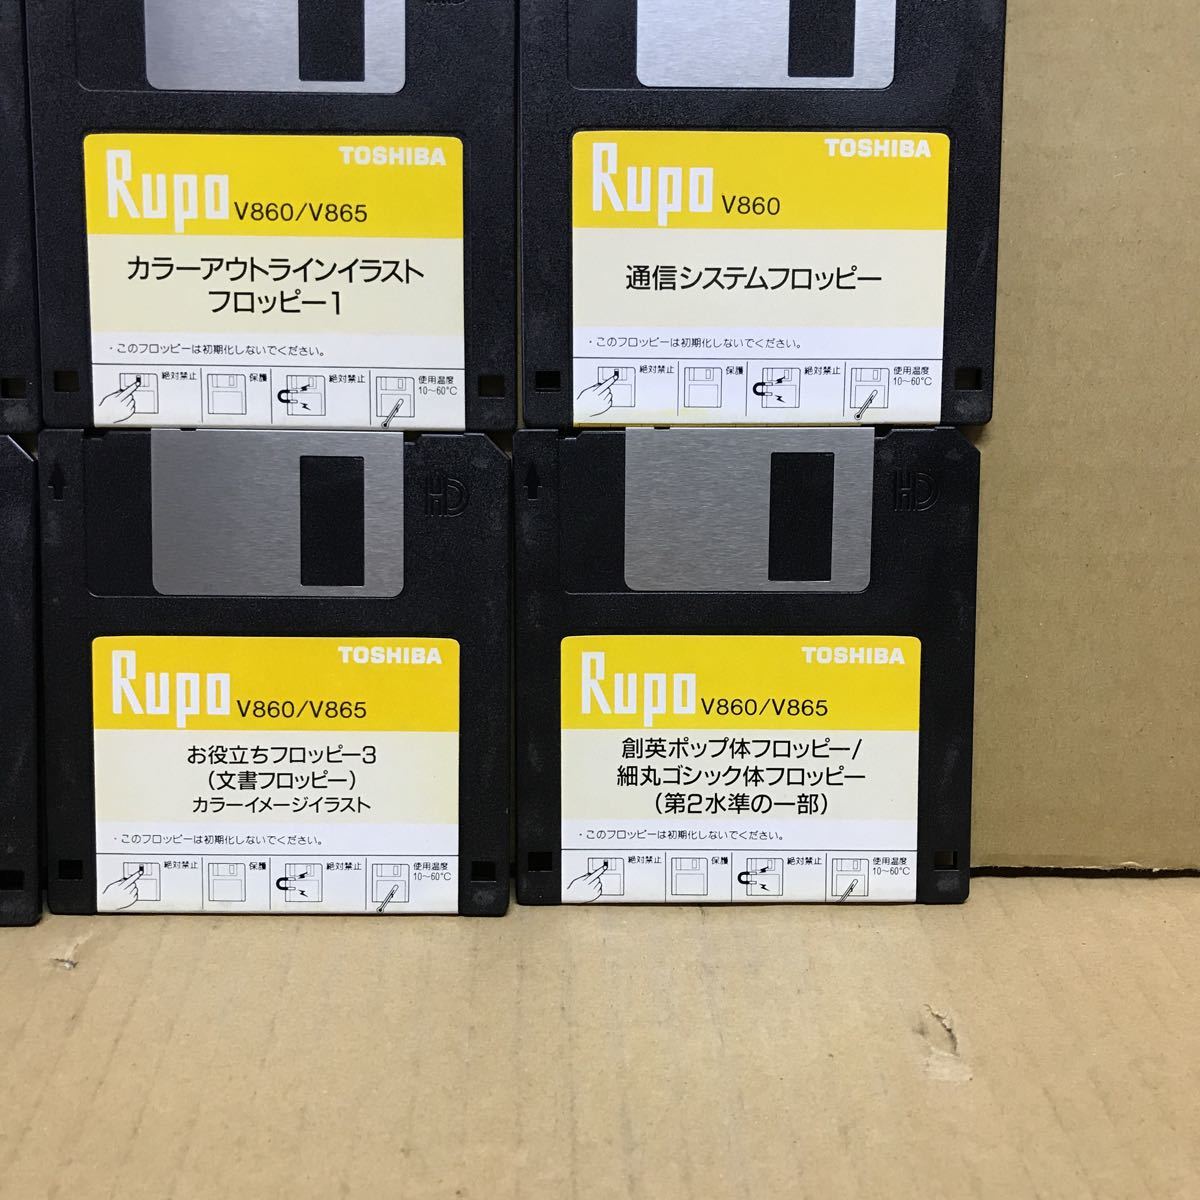 TOSHIBA
Rupo V860/V865
カラーアウトラインイラスト
フロッピー1
・このフロッピーは初期化しないでください。
絶対禁止
保護
絶対禁止
使用温度
10～60℃
TOSHIBA
Rupo V860
通信システムフロッピー
・このフロッピーは初期化しないでください。
絶対禁止
保護
絶対禁止
使用温度
10～60℃
HD
TOSHIBA
Rupo V860/V865
お役立ちフロッピー3
(文書フロッピー)
カラーイメージイラスト
・このフロッピーは初期化しないでください。
絶対禁止
保護
絶対禁止
使用温度
10～60℃
HD
TOSHIBA
Rupo V860/V865
創英ポップ体フロッピー/
細丸ゴシック体フロッピー
(第2水準の一部)
・このフロッピーは初期化しないでください。
絶対禁止
保護
絶対禁止
使用温度
10～60℃